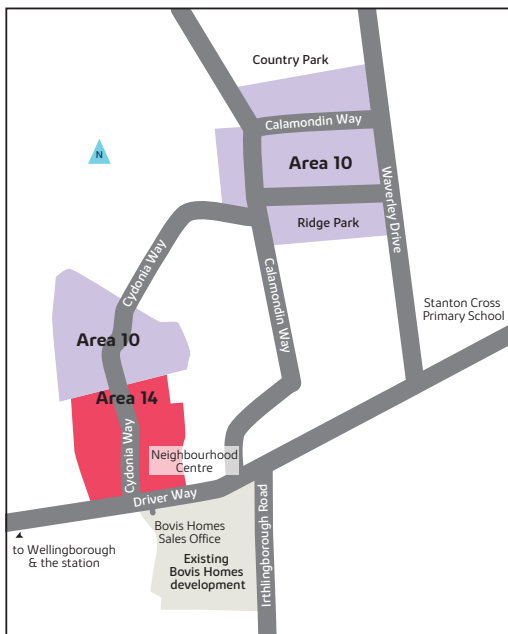 Country Park
Calamondin Way
N
Area 10
Waverley Drive
Ridge Park
Cydonia Way
Calamondin Way
Stanton Cross
Primary School
Area 10
Area 14
Cydonia Way
Neighbourhood
Centre
Driver Way
Bovis Homes
Sales Office
Irthlingborough Road
to Wellingborough
& the station
Existing
Bovis Homes
development